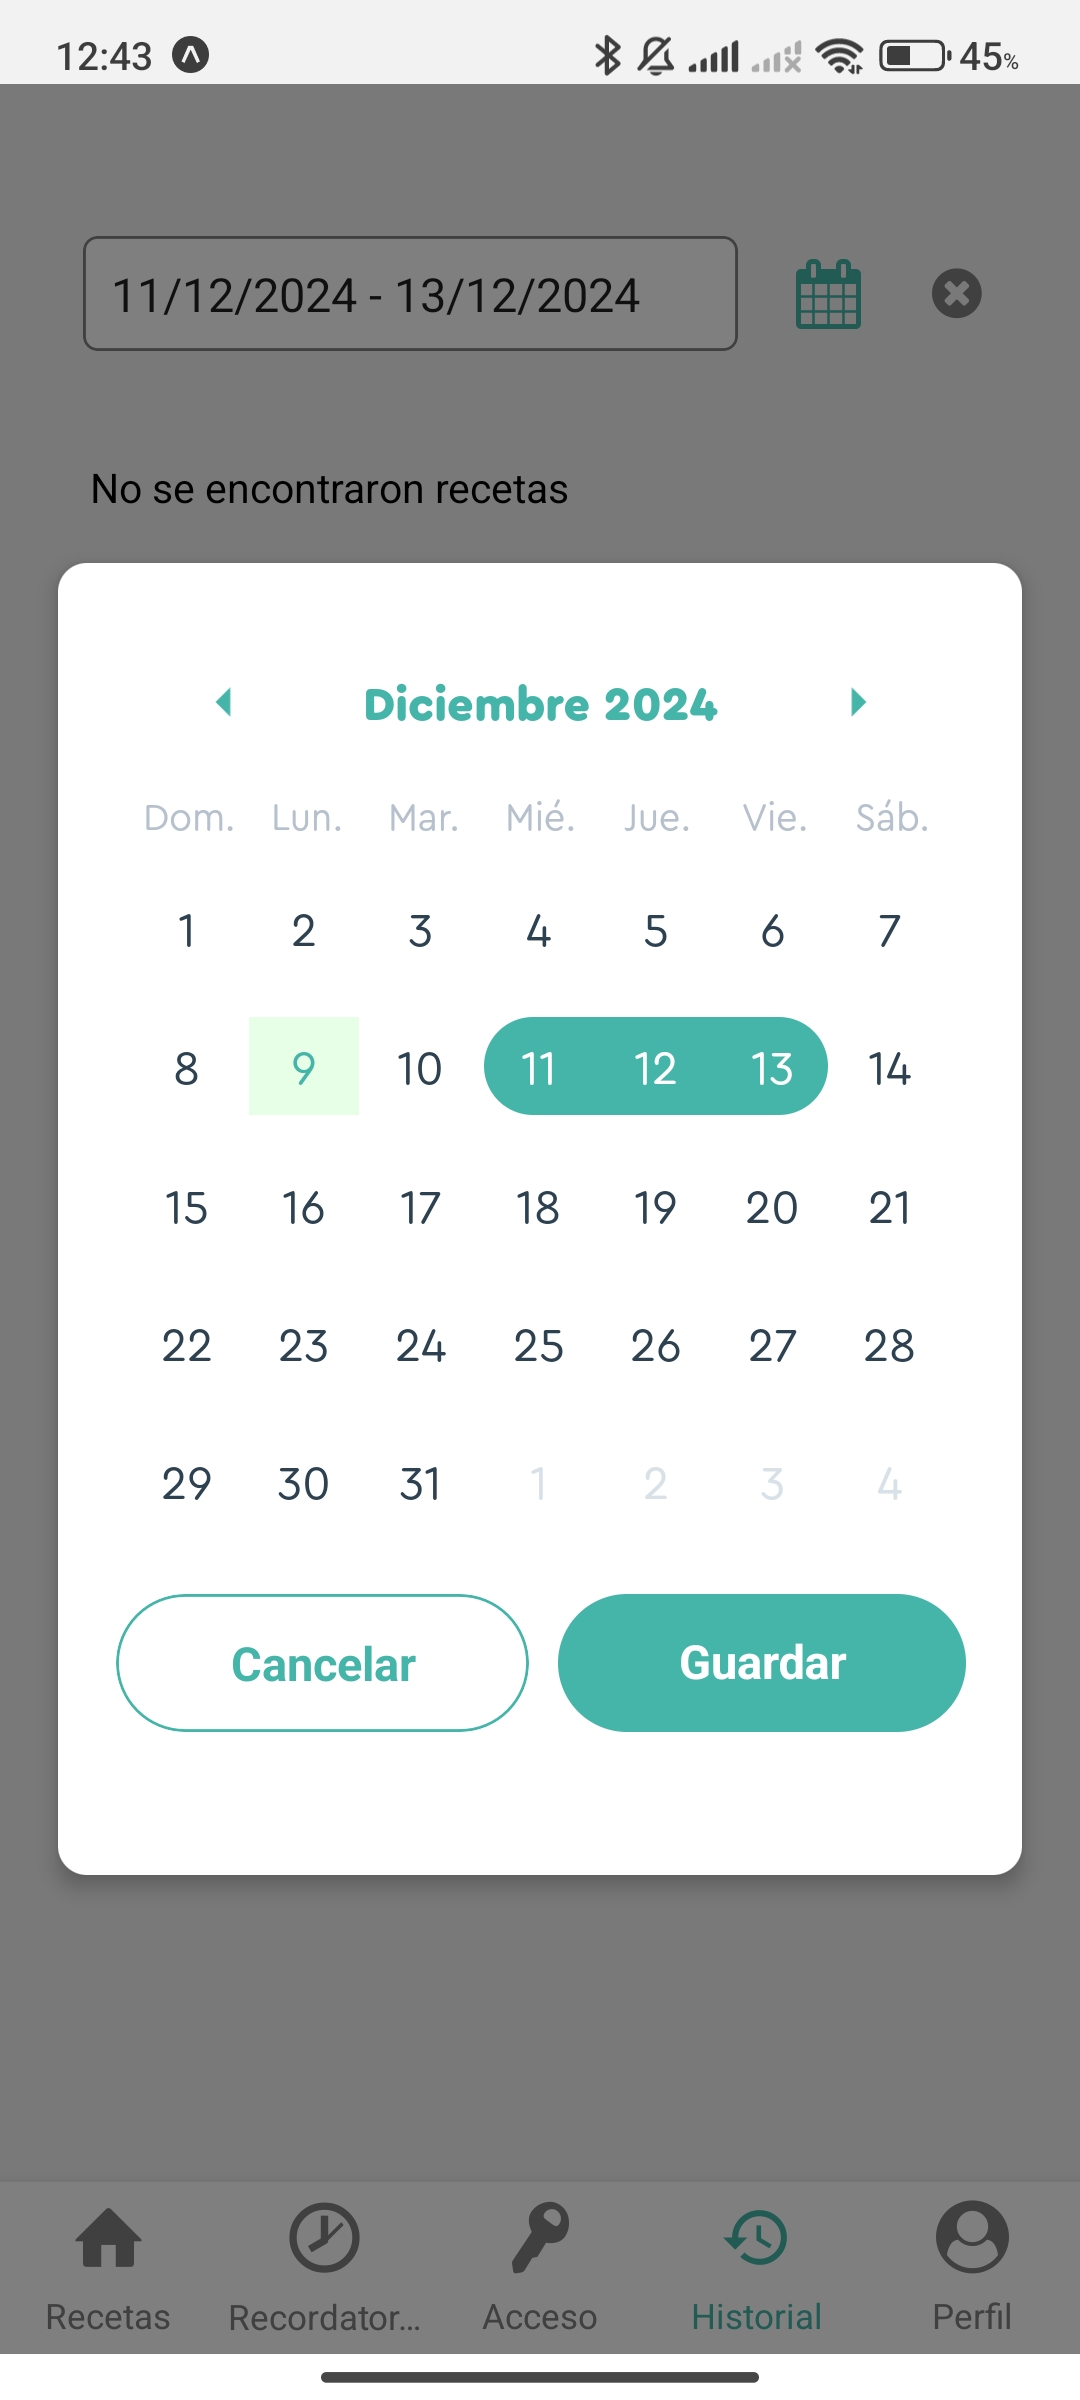 12:43 45%
11/12/2024 - 13/12/2024
No se encontraron recetas
Diciembre 2024
Dom. Lun. Mar. Mié. Jue. Vie. Sáb.
1 2 3 4 5 6 7
8 9 10 11 12 13 14
15 16 17 18 19 20 21
22 23 24 25 26 27 28
29 30 31 1 2 3 4
Cancelar Guardar
Recetas Recordator... Acceso Historial Perfil